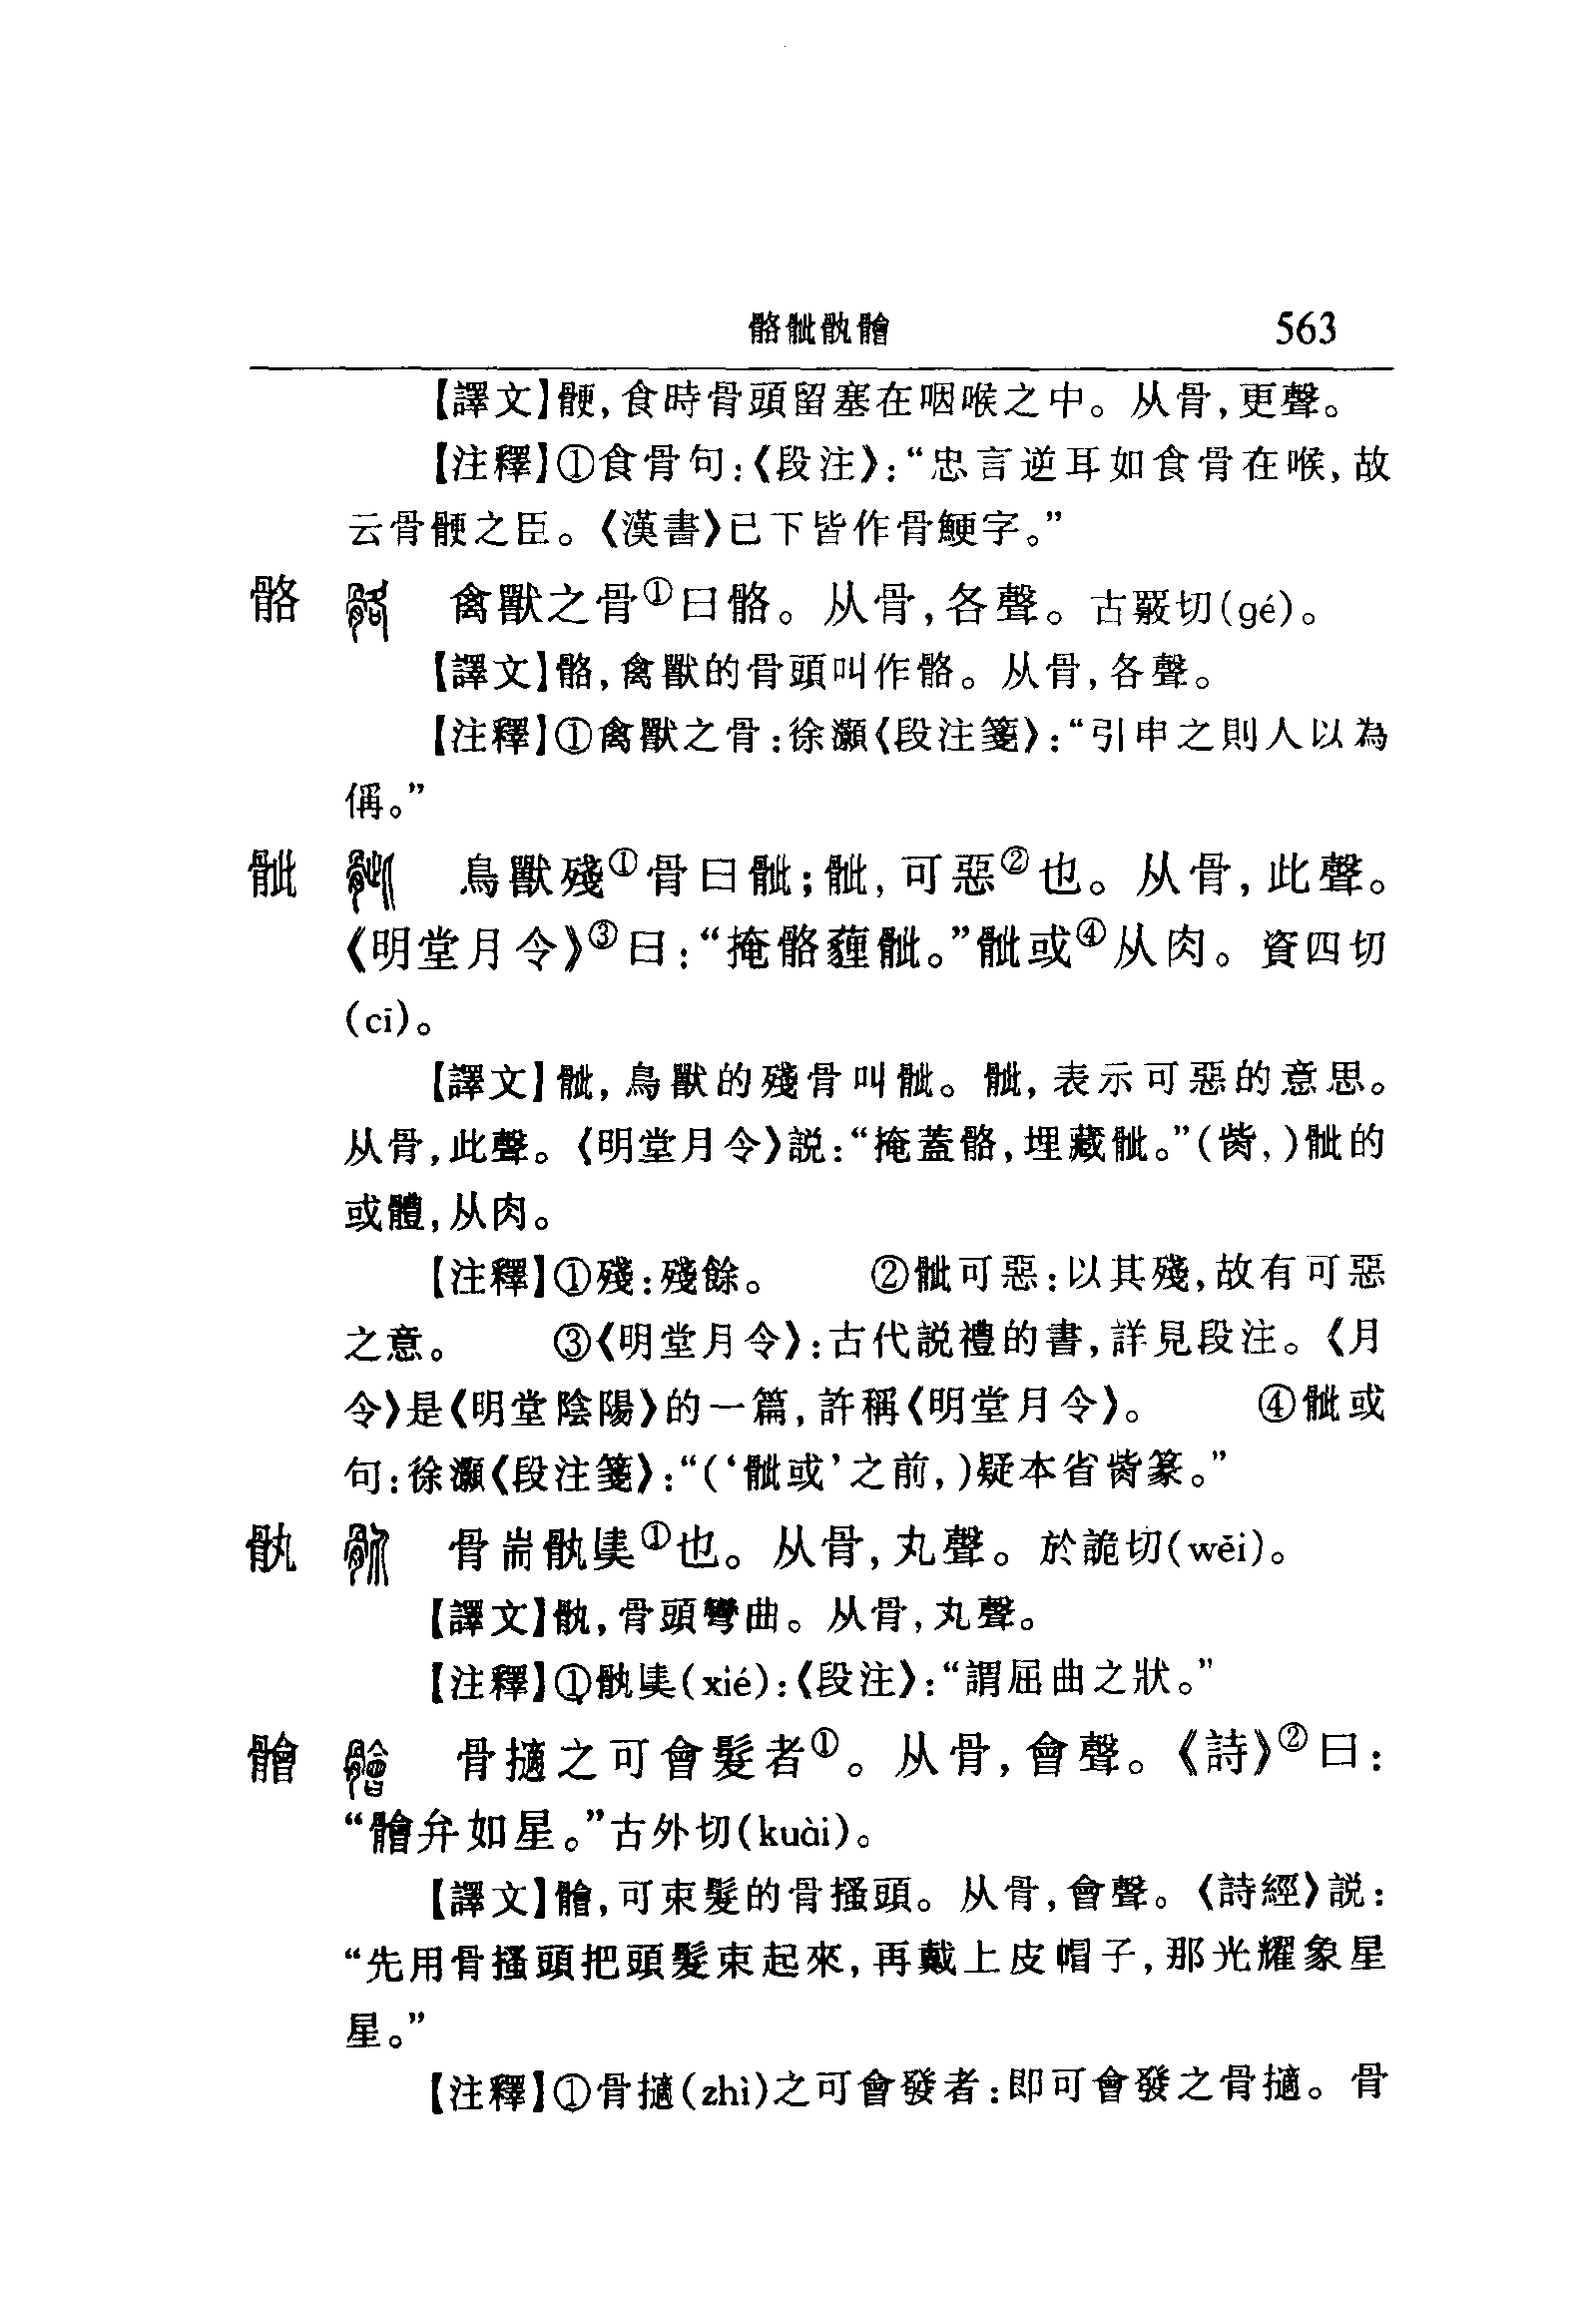 骼骴骫䯤 563
【譯文】骾，食時骨頭留塞在咽喉之中。从骨，更聲。
【注釋】①食骨句：《段注》：“忠言逆耳如食骨在喉，故
云骨骾之臣。《漢書》已下皆作骨鯁字。”
骼 禽獸之骨①曰骼。从骨，各聲。古覈切(gé)。
【譯文】骼，禽獸的骨頭叫作骼。从骨，各聲。
【注釋】①禽獸之骨：徐灝《段注箋》：“引申之則人以為
偁。”
骴 鳥獸殘①骨曰骴；骴，可惡②也。从骨，此聲。
《明堂月令》③曰：“掩骼薶骴。”骴或④从肉。資四切
(cī)。
【譯文】骴，鳥獸的殘骨叫骴。骴，表示可惡的意思。
从骨，此聲。《明堂月令》説：“掩蓋骼，埋藏骴。”(胔，)骴的
或體，从肉。
【注釋】①殘：殘餘。 ②骴可惡：以其殘，故有可惡
之意。 ③《明堂月令》：古代説禮的書，詳見段注。《月
令》是《明堂陰陽》的一篇，許稱《明堂月令》。 ④骴或
句：徐灝《段注箋》：“(‘骴或’之前，)疑本省胔篆。”
骫 骨耑骫奊①也。从骨，丸聲。於詭切(wěi)。
【譯文】骫，骨頭彎曲。从骨，丸聲。
【注釋】①骫奊(xié)：《段注》：“謂屈曲之狀。”
䯤 骨擿之可會髮者①。从骨，會聲。《詩》②曰：
“䯤弁如星。”古外切(kuài)。
【譯文】䯤，可束髮的骨搔頭。从骨，會聲。《詩經》説：
“先用骨搔頭把頭髮束起來，再戴上皮帽子，那光耀象星
星。”
【注釋】①骨擿(zhì)之可會發者：即可會發之骨擿。骨